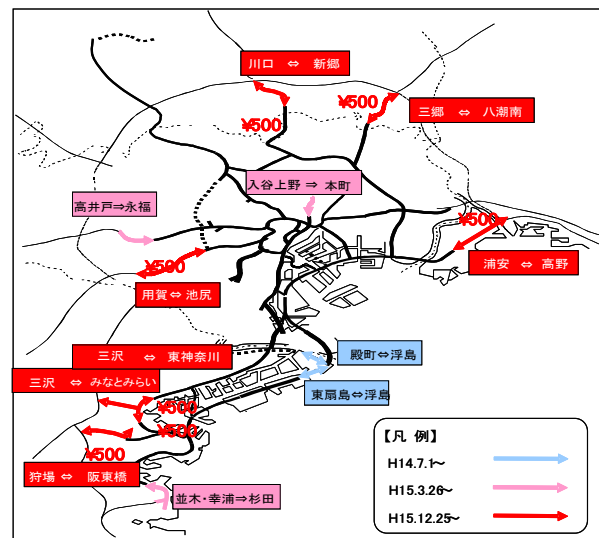 川口 ⇔ 新郷
¥500
¥500
三郷 ⇔ 八潮南
入谷上野 ⇒ 本町
高井戸⇒永福
¥500
¥500
浦安 ⇔ 高野
用賀⇔池尻
三沢 ⇔ 東神奈川
殿町⇔浮島
三沢 ⇔ みなとみらい
東扇島⇔浮島
¥500
¥500
¥500
狩場 ⇔ 阪東橋
並木・幸浦⇒杉田
【凡 例】
H14.7.1～
H15.3.26～
H15.12.25～